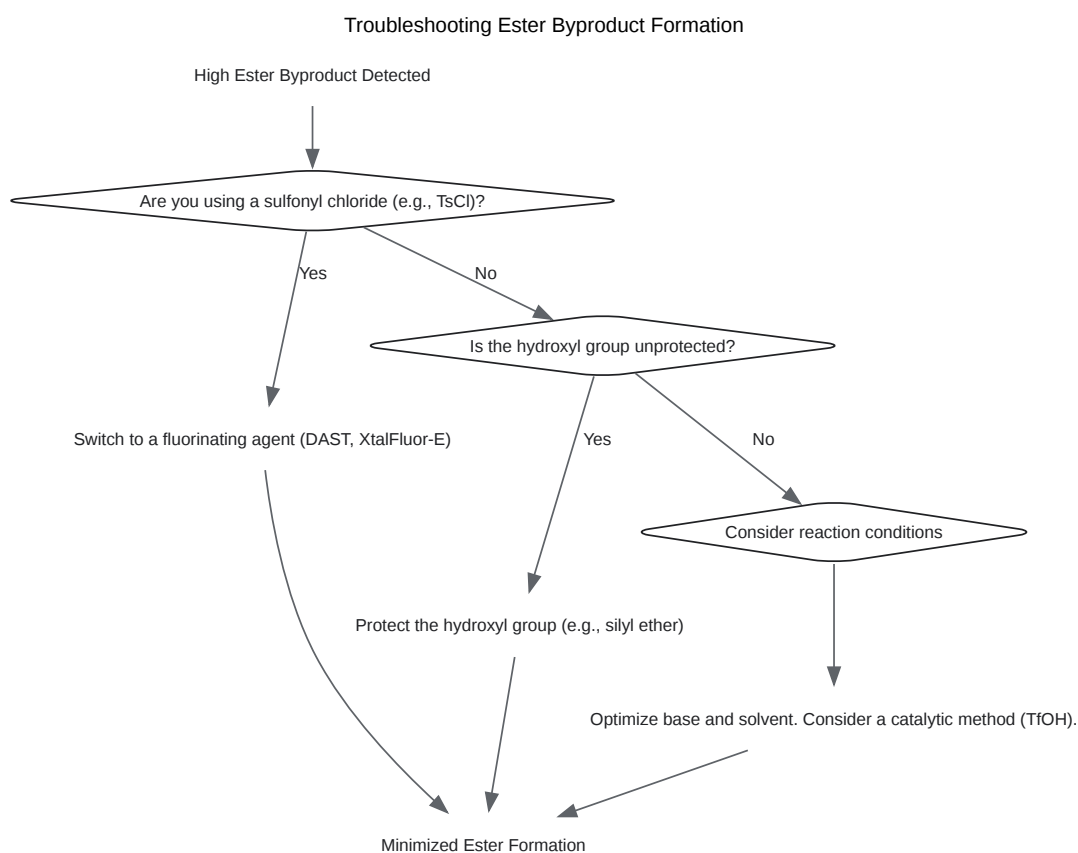 Troubleshooting Ester Byproduct Formation
High Ester Byproduct Detected
Are you using a sulfonyl chloride (e.g., TsCl)?
Yes
No
Is the hydroxyl group unprotected?
Switch to a fluorinating agent (DAST, XtalFluor-E)
Yes
No
Consider reaction conditions
Protect the hydroxyl group (e.g., silyl ether)
Optimize base and solvent. Consider a catalytic method (TfOH).
Minimized Ester Formation